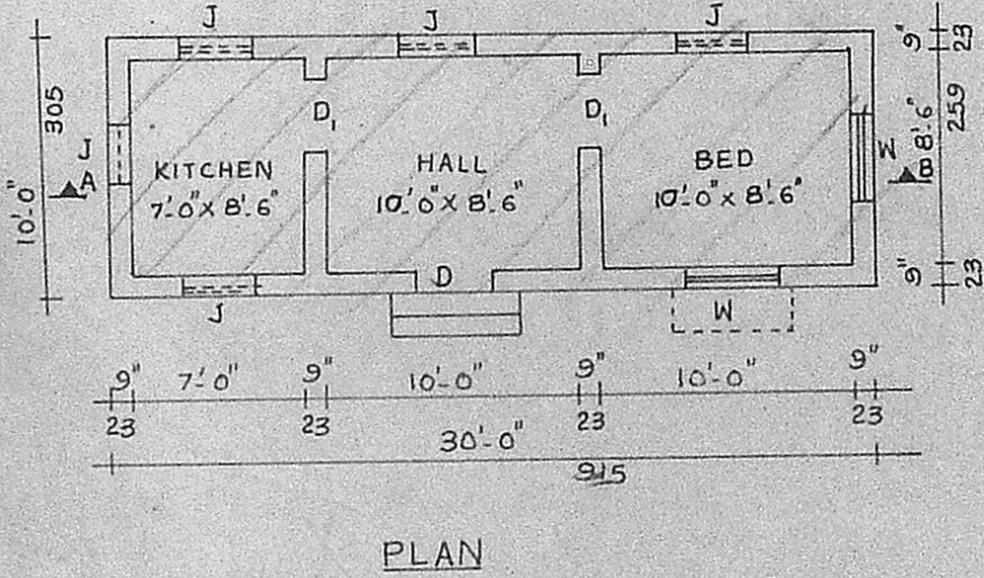 J J J
305
10'-0"
J
A
KITCHEN
7'-0" X 8'-6"
D1
HALL
10'-0" X 8'-6"
D1
BED
10'-0" X 8'-6"
W
B
9"
23
8'-6"
259
9"
23
J
D
W
9" 7'-0" 9" 10'-0" 9" 10'-0" 9"
23 23 23 23
30'-0"
915
PLAN